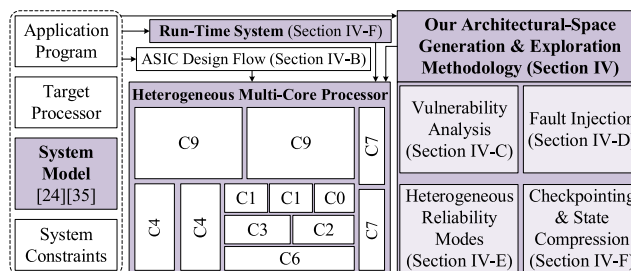 Application
Program
Target
Processor
System
Model
[24][35]
System
Constraints
Run-Time System (Section IV-F)
ASIC Design Flow (Section IV-B)
Heterogeneous Multi-Core Processor
C9
C9
C7
C4
C4
C1
C1
C0
C3
C2
C6
C7
Our Architectural-Space
Generation & Exploration
Methodology (Section IV)
Vulnerability
Analysis
(Section IV-C)
Fault Injection
(Section IV-D)
Heterogeneous
Reliability
Modes
(Section IV-E)
Checkpointing
& State
Compression
(Section IV-F)